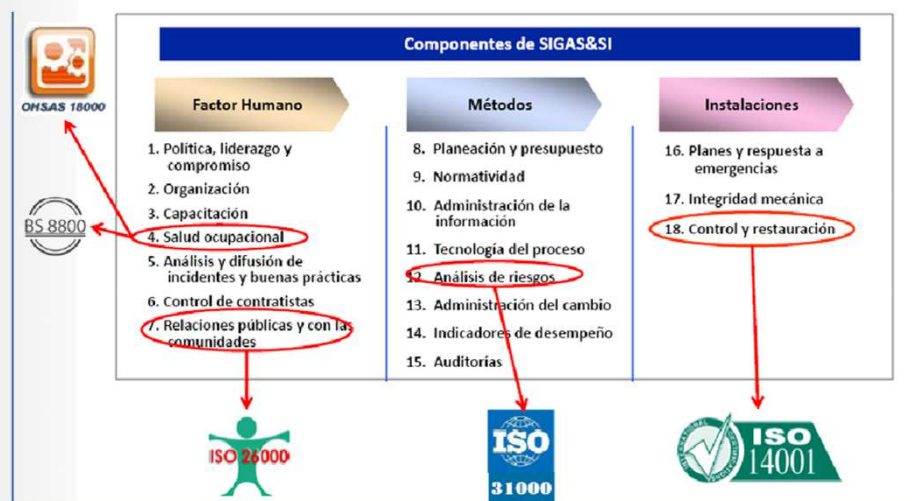 Componentes de SIGAS&SI
OHSAS 18000
BS 8800
Factor Humano
1. Política, liderazgo y
compromiso
2. Organización
3. Capacitación
4. Salud ocupacional
5. Análisis y difusión de
incidentes y buenas prácticas
6. Control de contratistas
7. Relaciones públicas y con las
comunidades
Métodos
8. Planeación y presupuesto
9. Normatividad
10. Administración de la
información
11. Tecnología del proceso
12. Análisis de riesgos
13. Administración del cambio
14. Indicadores de desempeño
15. Auditorías
Instalaciones
16. Planes y respuesta a
emergencias
17. Integridad mecánica
18. Control y restauración
ISO 26000
ISO
31000
ISO
14001